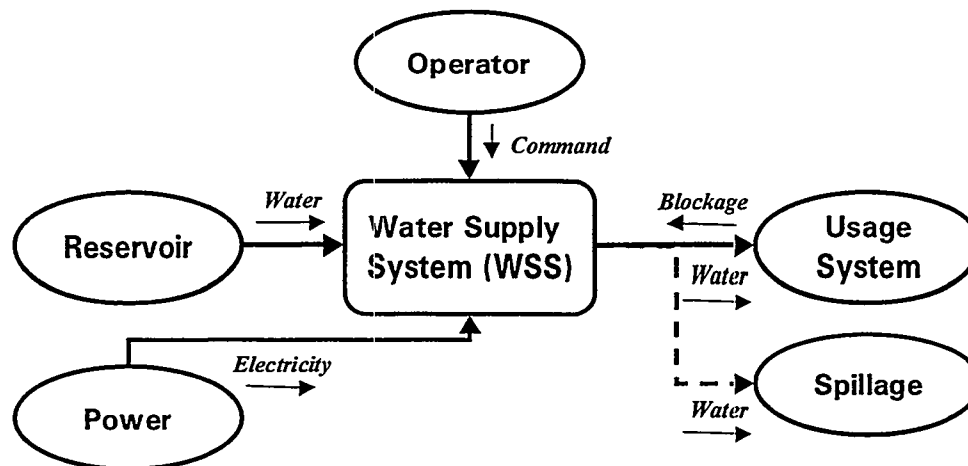 Operator
Command
Water
Blockage
Reservoir
Water Supply
System (WSS)
Usage
System
Water
Electricity
Power
Spillage
Water